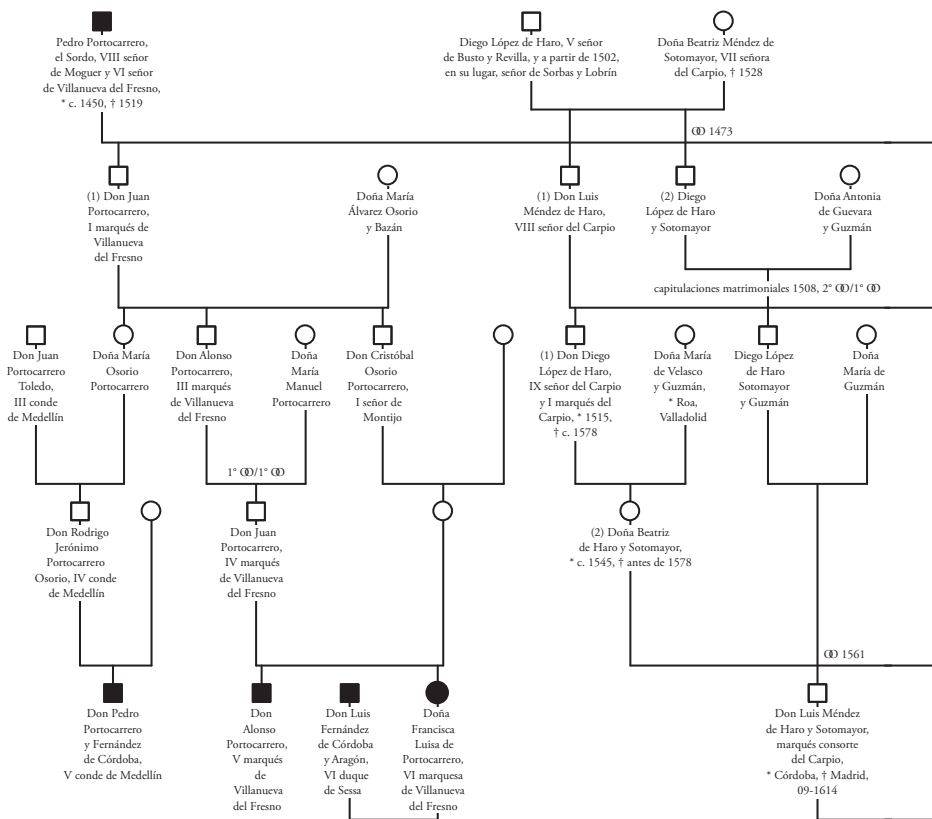 Pedro Portocarrero,
el Sordo, VIII señor
de Moguer y VI señor
de Villanueva del Fresno,
* c. 1450, † 1519
Diego López de Haro, V señor
de Busto y Revilla, y a partir de 1502,
en su lugar, señor de Sorbas y Lobrín
Doña Beatriz Méndez de
Sotomayor, VII señora
del Carpio, † 1528
ꝎO 1473
(1) Don Juan
Portocarrero,
I marqués de
Villanueva
del Fresno
Doña María
Álvarez Osorio
y Bazán
(1) Don Luis
Méndez de Haro,
VIII señor del Carpio
(2) Diego
López de Haro
y Sotomayor
Doña Antonia
de Guevara
y Guzmán
capitulaciones matrimoniales 1508, 2° OO/1° OO
Don Juan
Portocarrero
Toledo,
III conde
de Medellín
Doña María
Osorio
Portocarrero
Don Alonso
Portocarrero,
III marqués
de Villanueva
del Fresno
Doña
María
Manuel
Portocarrero
Don Cristóbal
Osorio
Portocarrero,
I señor de
Montijo
(1) Don Diego
López de Haro,
IX señor del Carpio
y I marqués del
Carpio, * 1515,
† c. 1578
Doña María
de Velasco
y Guzmán,
* Roa,
Valladolid
Diego López
de Haro
Sotomayor
y Guzmán
Doña
María de
Guzmán
1° OO/1° OO
Don Rodrigo
Jerónimo
Portocarrero
Osorio, IV conde
de Medellín
Don Juan
Portocarrero,
IV marqués
de Villanueva
del Fresno
(2) Doña Beatriz
de Haro y Sotomayor,
* c. 1545, † antes de 1578
OO 1561
Don Pedro
Portocarrero
y Fernández
de Córdoba,
V conde de Medellín
Don
Alonso
Portocarrero,
V marqués
de
Villanueva
del Fresno
Don Luis
Fernández
de Córdoba
y Aragón,
VI duque
de Sessa
Doña
Francisca
Luisa de
Portocarrero,
VI marquesa
de Villanueva
del Fresno
Don Luis Méndez
de Haro y Sotomayor,
marqués consorte
del Carpio,
* Córdoba, † Madrid,
09-1614